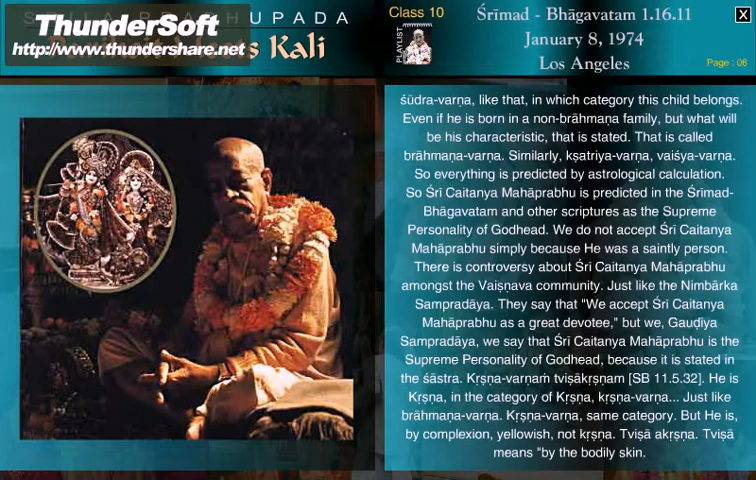 S R I L A P R A B H U P A D A
ThunderSoft
http://www.thundershare.net
s Kali
Class 10
PLAYLIST
Śrīmad - Bhāgavatam 1.16.11
January 8, 1974
Los Angeles
X
Page : 06
śūdra-varṇa, like that, in which category this child belongs.
Even if he is born in a non-brāhmaṇa family, but what will
be his characteristic, that is stated. That is called
brāhmaṇa-varṇa. Similarly, kṣatriya-varṇa, vaiśya-varṇa.
So everything is predicted by astrological calculation.
So Śrī Caitanya Mahāprabhu is predicted in the Śrīmad-
Bhāgavatam and other scriptures as the Supreme
Personality of Godhead. We do not accept Śrī Caitanya
Mahāprabhu simply because He was a saintly person.
There is controversy about Śrī Caitanya Mahāprabhu
amongst the Vaiṣṇava community. Just like the Nimbārka
Sampradāya. They say that "We accept Śrī Caitanya
Mahāprabhu as a great devotee," but we, Gauḍīya
Sampradāya, we say that Śrī Caitanya Mahāprabhu is the
Supreme Personality of Godhead, because it is stated in
the śāstra. Kṛṣṇa-varṇaṁ tviṣākṛṣṇam [SB 11.5.32]. He is
Kṛṣṇa, in the category of Kṛṣṇa, kṛṣṇa-varṇa... Just like
brāhmaṇa-varṇa. Kṛṣṇa-varṇa, same category. But He is,
by complexion, yellowish, not kṛṣṇa. Tviṣā akṛṣṇa. Tviṣā
means "by the bodily skin.